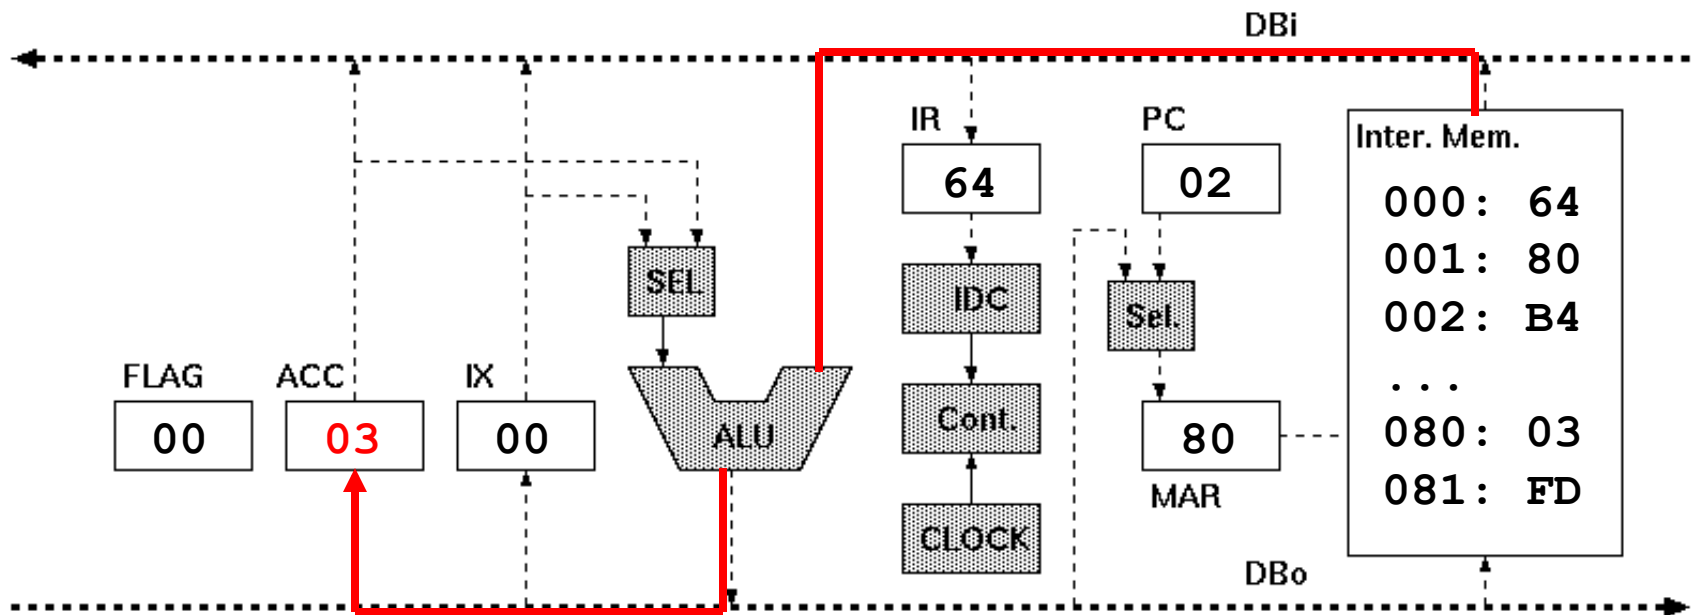 DBi
IR
PC
Inter. Mem.
64
02
000: 64
001: 80
002: B4
...
080: 03
081: FD
SEL
IDC
Sel.
FLAG
ACC
IX
00
03
00
ALU
Cont.
80
MAR
CLOCK
DBo